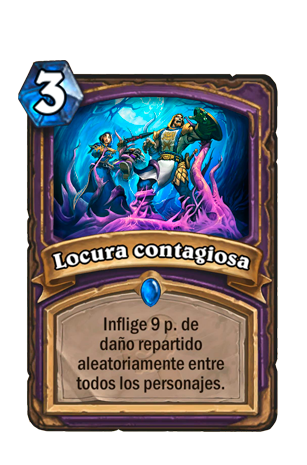 3
Locura contagiosa
Inflige 9 p. de
daño repartido
aleatoriamente entre
todos los personajes.